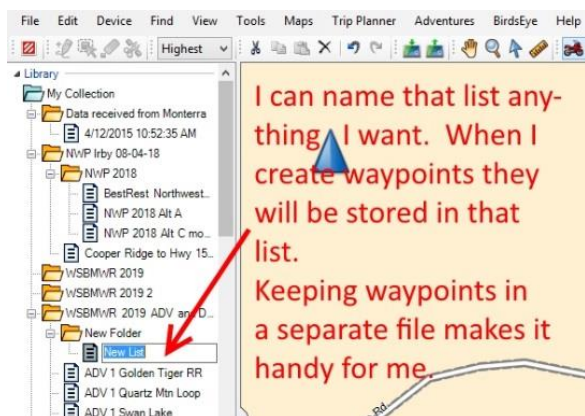 File Edit Device Find View Tools Maps Trip Planner Adventures BirdsEye Help
Highest
Library
My Collection
Data received from Monterra
4/12/2015 10:52:35 AM
NWP Irby 08-04-18
NWP 2018
BestRest Northwest...
NWP 2018 Alt A
NWP 2018 Alt C mo...
Cooper Ridge to Hwy 15...
WSBMWR 2019
WSBMWR 2019 2
WSBMWR 2019 ADV and D...
New Folder
New List
ADV 1 Golden Tiger RR
ADV 1 Quartz Mtn Loop
ADV 1 Swan Lake
I can name that list any-
thing I want. When I
create waypoints they
will be stored in that
list.
Keeping waypoints in
a separate file makes it
handy for me.
Rd